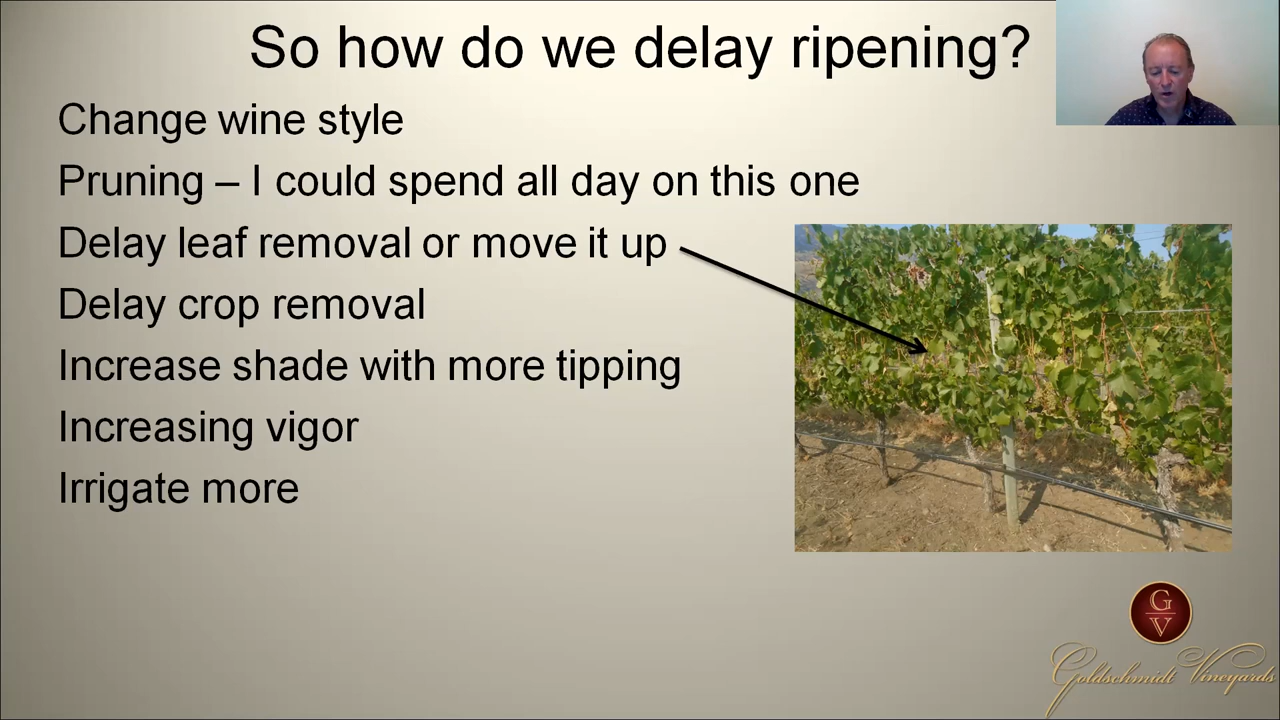 So how do we delay ripening?
Change wine style
Pruning – I could spend all day on this one
Delay leaf removal or move it up
Delay crop removal
Increase shade with more tipping
Increasing vigor
Irrigate more
G
V
Goldschmidt Vineyards